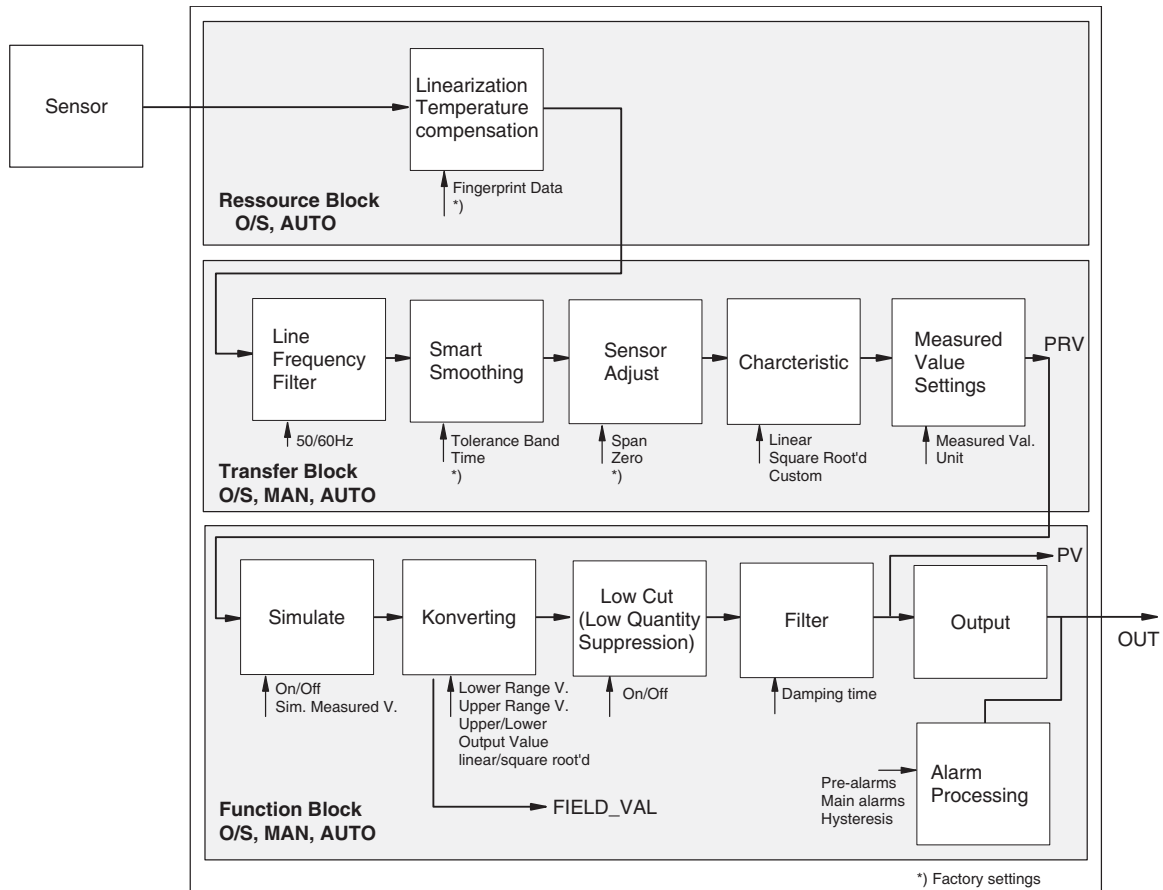 Sensor
Linearization
Temperature
compensation
Fingerprint Data
*)
Ressource Block
O/S, AUTO
Line
Frequency
Filter
Smart
Smoothing
Sensor
Adjust
Charcteristic
Measured
Value
Settings
PRV
50/60Hz
Tolerance Band
Time
*)
Span
Zero
*)
Linear
Square Root'd
Custom
Measured Val.
Unit
Transfer Block
O/S, MAN, AUTO
Simulate
Konverting
Low Cut
(Low Quantity
Suppression)
Filter
PV
Output
OUT
On/Off
Sim. Measured V.
Lower Range V.
Upper Range V.
Upper/Lower
Output Value
linear/square root'd
On/Off
Damping time
FIELD_VAL
Pre-alarms
Main alarms
Hysteresis
Alarm
Processing
Function Block
O/S, MAN, AUTO
*) Factory settings